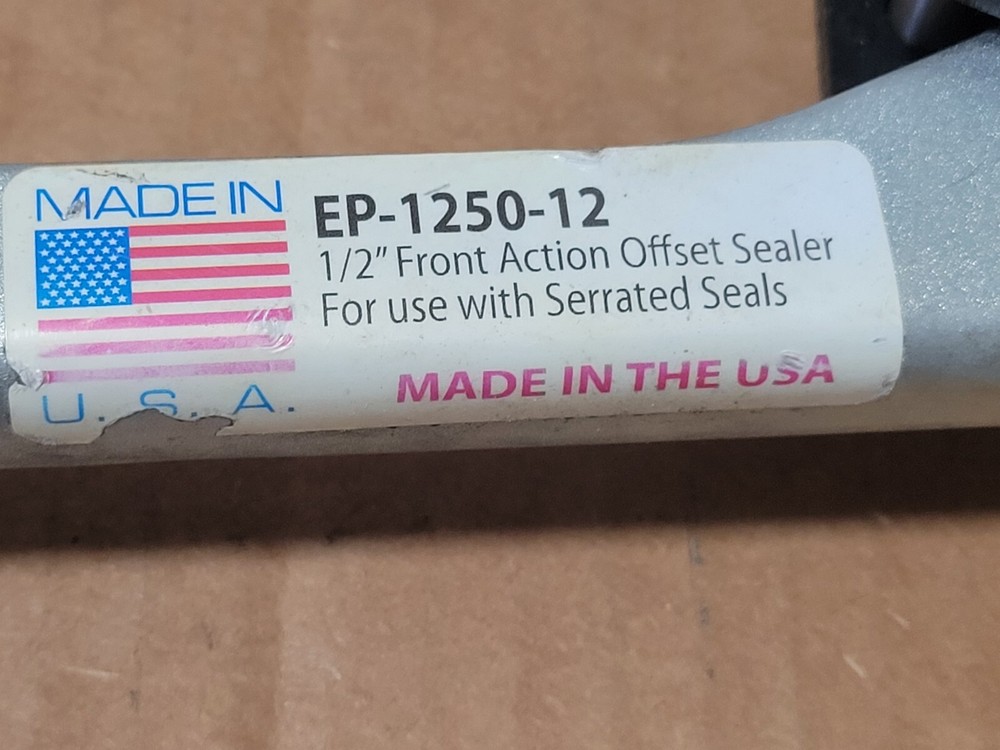 MADE IN
U. S. A.
EP-1250-12
1/2” Front Action Offset Sealer
For use with Serrated Seals
MADE IN THE USA